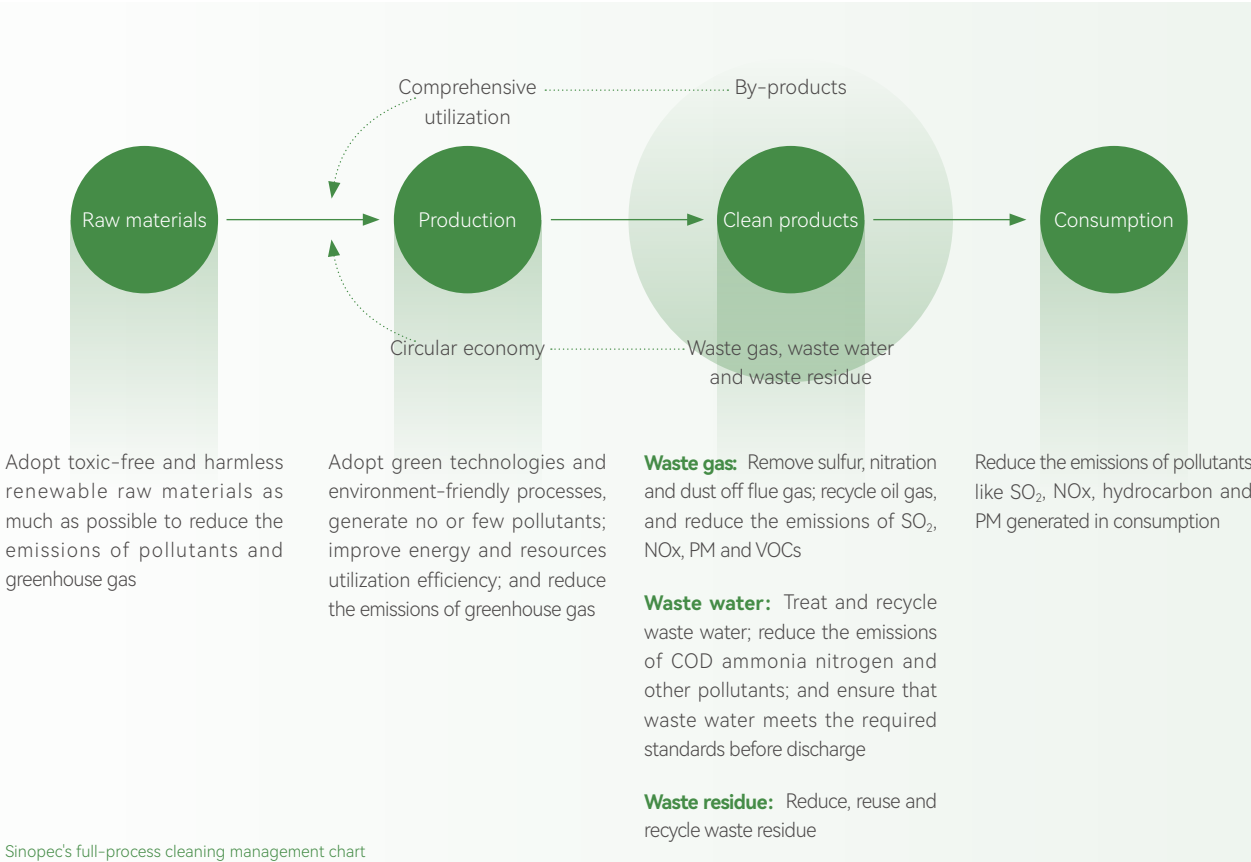 Comprehensive
utilization
By-products
Raw materials
Production
Clean products
Consumption
Circular economy
Waste gas, waste water
and waste residue
Adopt toxic-free and harmless
renewable raw materials as
much as possible to reduce the
emissions of pollutants and
greenhouse gas
Adopt green technologies and
environment-friendly processes,
generate no or few pollutants;
improve energy and resources
utilization efficiency; and reduce
the emissions of greenhouse gas
Waste gas: Remove sulfur, nitration
and dust off flue gas; recycle oil gas,
and reduce the emissions of SO₂,
NOx, PM and VOCs
Waste water: Treat and recycle
waste water; reduce the emissions
of COD ammonia nitrogen and
other pollutants; and ensure that
waste water meets the required
standards before discharge
Waste residue: Reduce, reuse and
recycle waste residue
Reduce the emissions of pollutants
like SO₂, NOx, hydrocarbon and
PM generated in consumption
Sinopec's full-process cleaning management chart